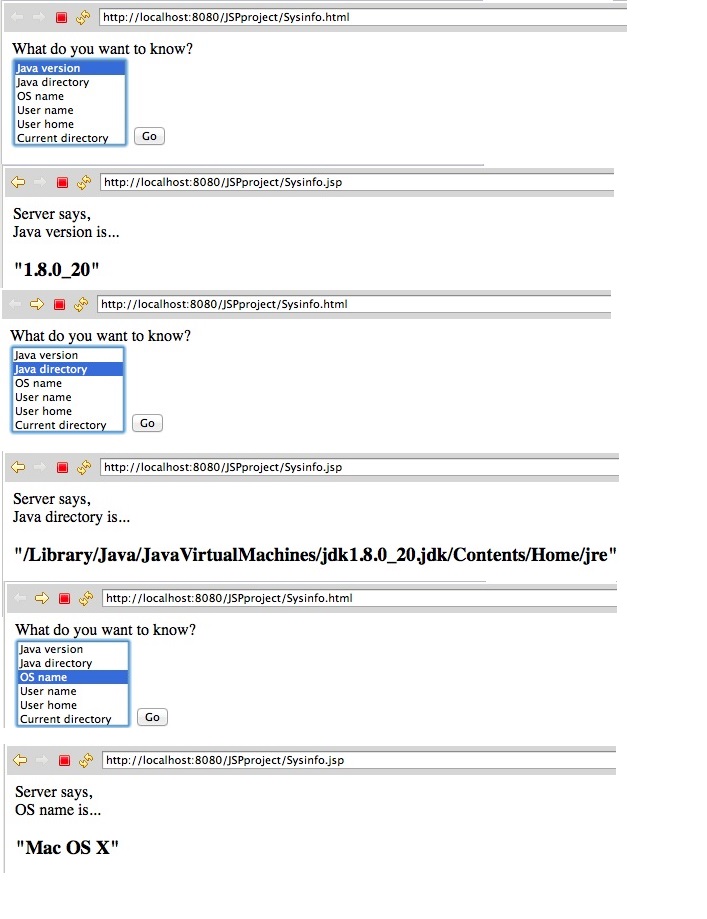 http://localhost:8080/JSPproject/Sysinfo.html
What do you want to know?
Java version
Java directory
OS name
User name
User home
Current directory
Go
http://localhost:8080/JSPproject/Sysinfo.jsp
Server says,
Java version is...
"1.8.0_20"
http://localhost:8080/JSPproject/Sysinfo.html
What do you want to know?
Java version
Java directory
OS name
User name
User home
Current directory
Go
http://localhost:8080/JSPproject/Sysinfo.jsp
Server says,
Java directory is...
"/Library/Java/JavaVirtualMachines/jdk1.8.0_20.jdk/Contents/Home/jre"
http://localhost:8080/JSPproject/Sysinfo.html
What do you want to know?
Java version
Java directory
OS name
User name
User home
Current directory
Go
http://localhost:8080/JSPproject/Sysinfo.jsp
Server says,
OS name is...
"Mac OS X"